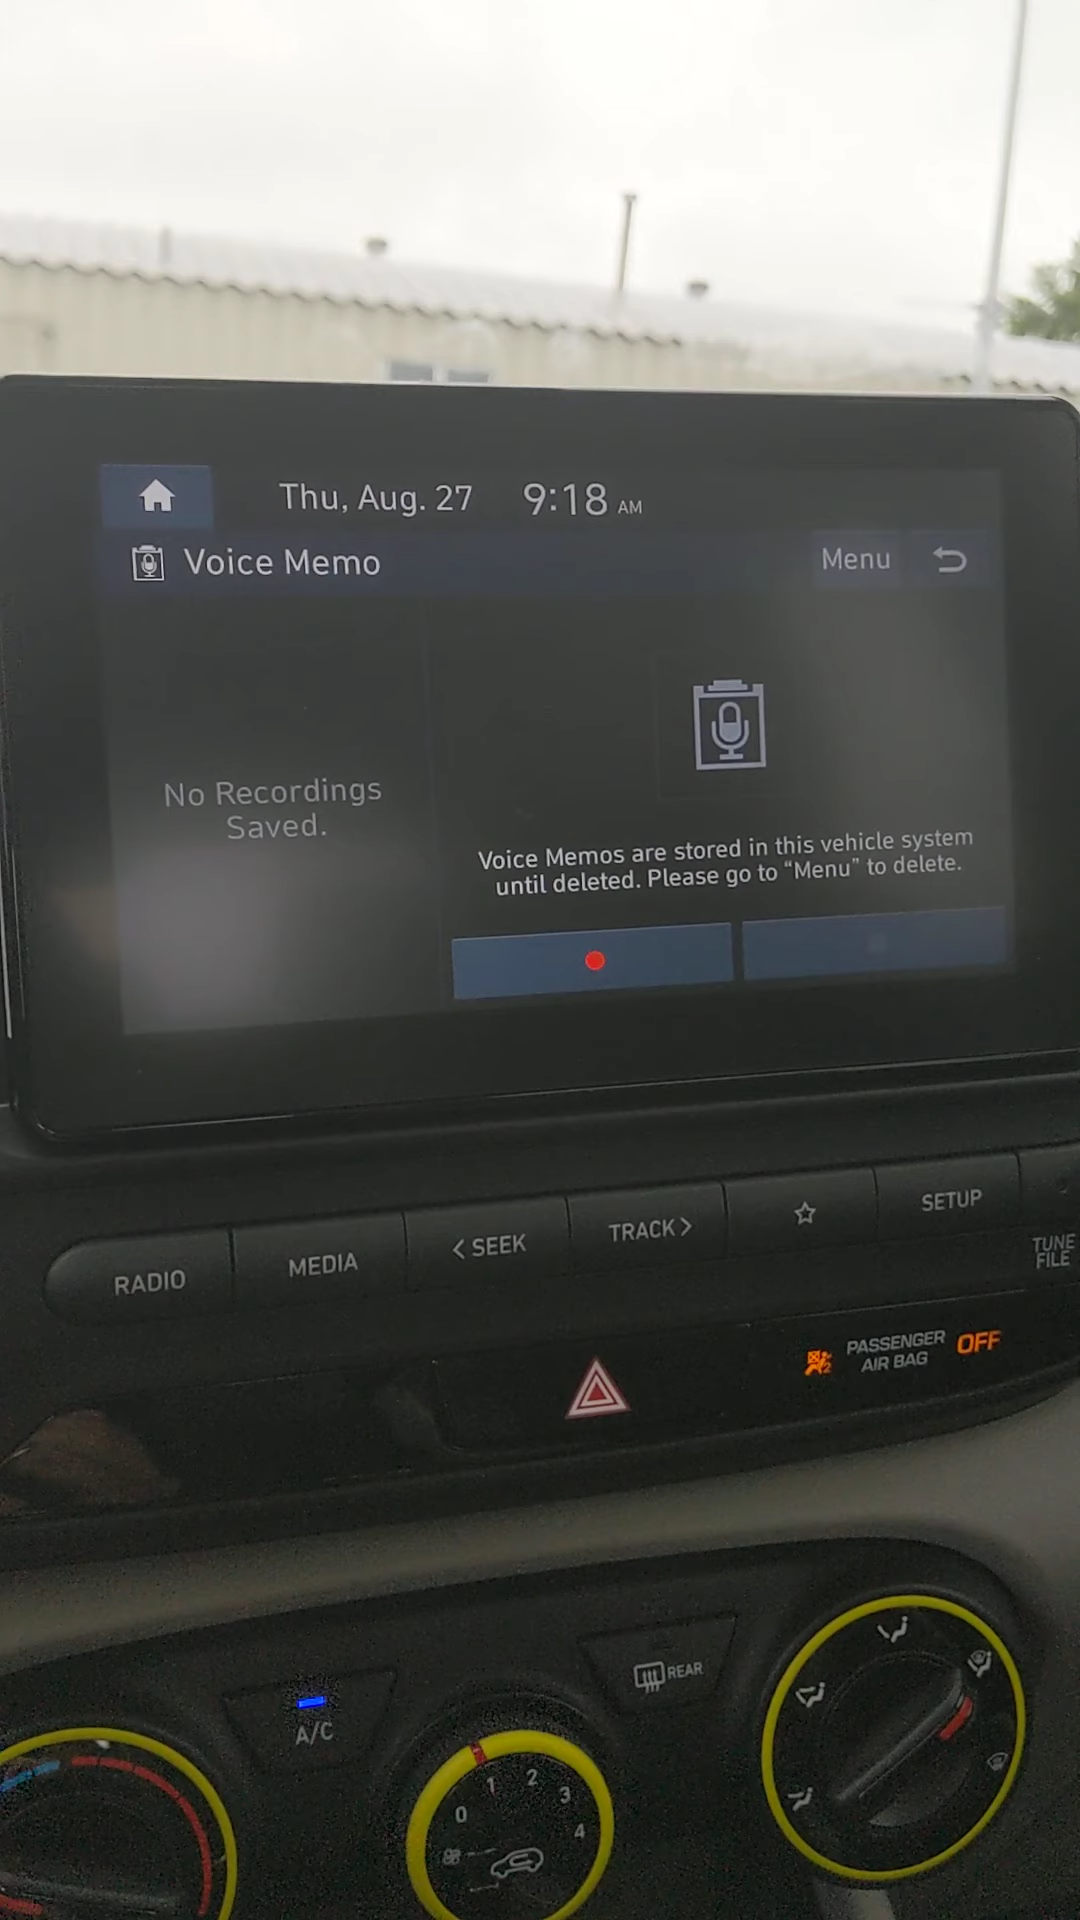 Thu, Aug. 27 9:18 AM
Voice Memo
Menu
No Recordings
Saved.
Voice Memos are stored in this vehicle system
until deleted. Please go to “Menu” to delete.
RADIO
MEDIA
SEEK
TRACK
SETUP
TUNE
FILE
PASSENGER
AIR BAG
OFF
2
REAR
A/C
0 1 2 3 4